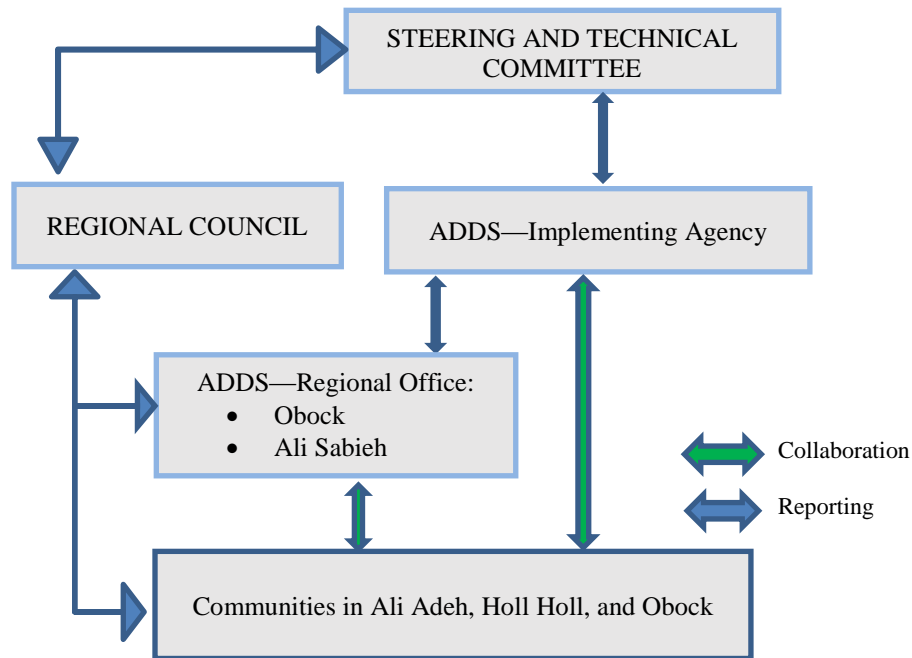 STEERING AND TECHNICAL
COMMITTEE
REGIONAL COUNCIL
ADDS—Implementing Agency
ADDS—Regional Office:
• Obock
• Ali Sabieh
Collaboration
Reporting
Communities in Ali Adeh, Holl Holl, and Obock